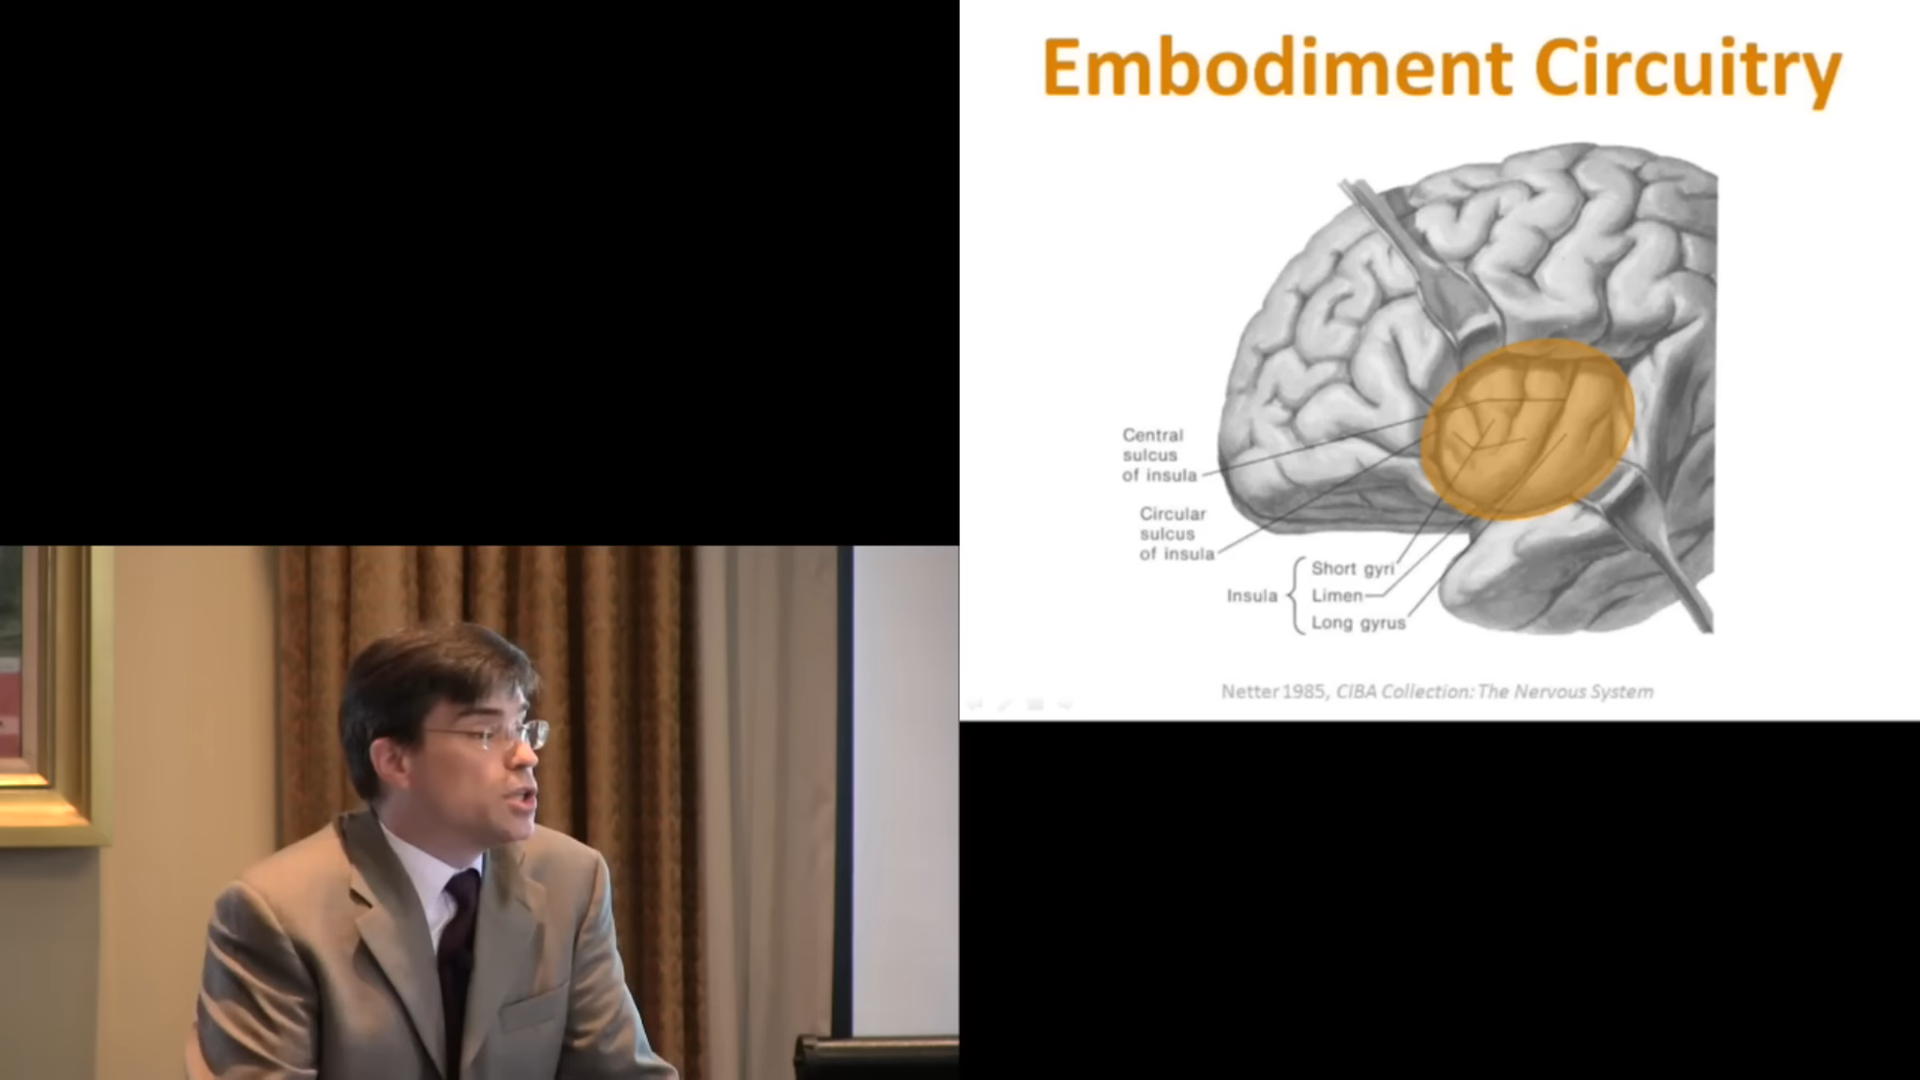 Embodiment Circuitry
Central
sulcus
of insula
Circular
sulcus
of insula
Insula
Short gyri
Limen
Long gyrus
Netter 1985, CIBA Collection: The Nervous System